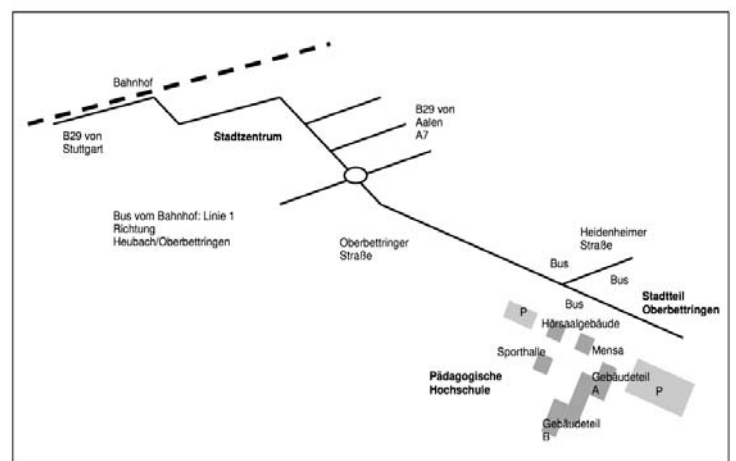 Bahnhof
B29 von
Stuttgart
Stadtzentrum
B29 von
Aalen
A7
Bus vom Bahnhof: Linie 1
Richtung
Heubach/Oberbettringen
Oberbettringer
Straße
Heidenheimer
Straße
Bus
Bus
Bus
Stadtteil
Oberbettringen
P
Hörsaalgebäude
Sporthalle
Mensa
Pädagogische
Hochschule
Gebäudeteil
A
P
Gebäudeteil
B